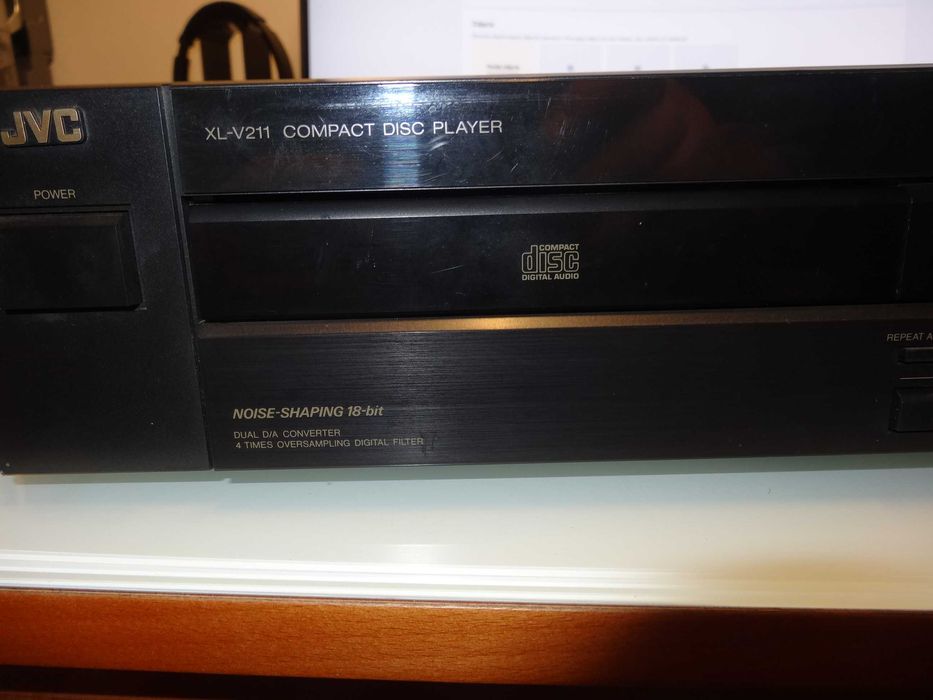 JVC
XL-V211 COMPACT DISC PLAYER
POWER
COMPACT
disc
DIGITAL AUDIO
REPEAT
NOISE-SHAPING 18-bit
DUAL D/A CONVERTER
4 TIMES OVERSAMPLING DIGITAL FILTER